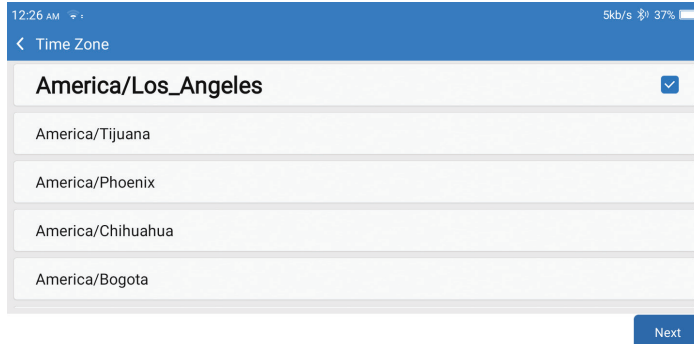 12:26 AM 5kb/s 37%
Time Zone
America/Los_Angeles
America/Tijuana
America/Phoenix
America/Chihuahua
America/Bogota
Next